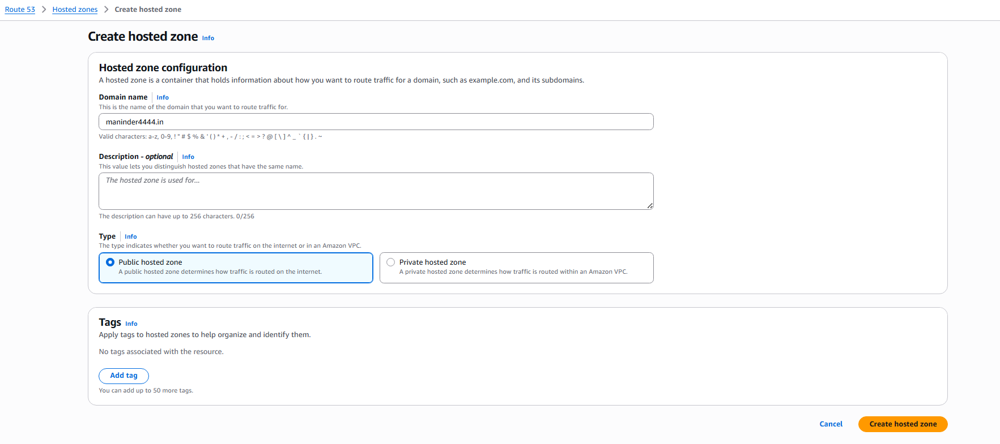 Route 53 > Hosted zones > Create hosted zone
Create hosted zone Info
Hosted zone configuration
A hosted zone is a container that holds information about how you want to route traffic for a domain, such as example.com, and its subdomains.
Domain name | Info
This is the name of the domain that you want to route traffic for.
maninder4444.in
Valid characters: a-z, 0-9, ! " # $ % & ' ( ) * + , - / : ; < = > ? @ [ \ ] ^ _ ` { | } . ~
Description - optional | Info
This value lets you distinguish hosted zones that have the same name.
The hosted zone is used for...
The description can have up to 256 characters. 0/256
Type | Info
The type indicates whether you want to route traffic on the internet or in an Amazon VPC.
Public hosted zone
A public hosted zone determines how traffic is routed on the internet.
Private hosted zone
A private hosted zone determines how traffic is routed within an Amazon VPC.
Tags Info
Apply tags to hosted zones to help organize and identify them.
No tags associated with the resource.
Add tag
You can add up to 50 more tags.
Cancel
Create hosted zone